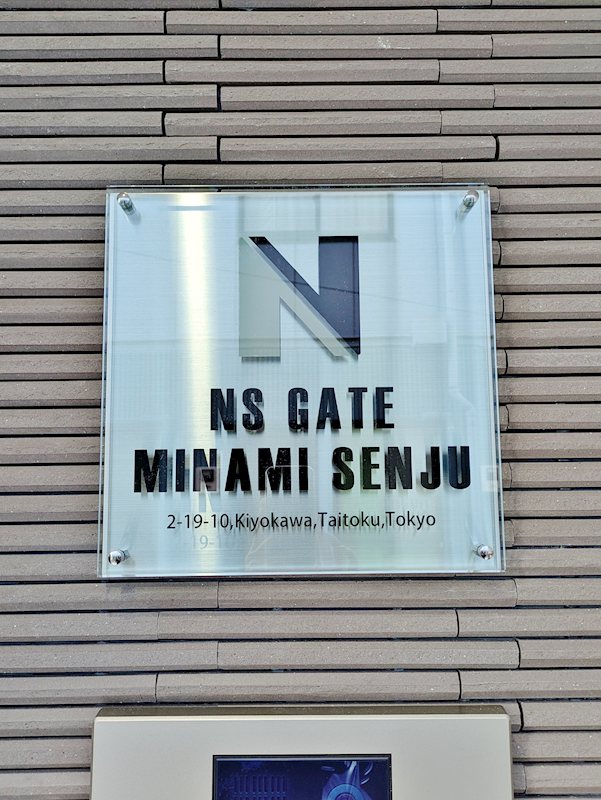 N
NS GATE
MINAMI SENJU
2-19-10,Kiyokawa,Taitoku,Tokyo